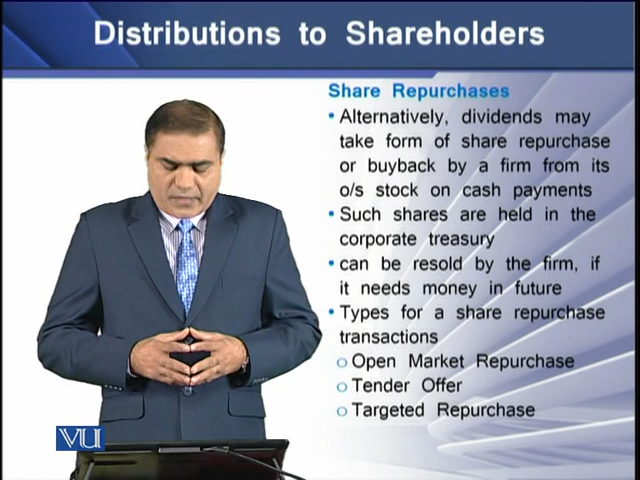 Distributions to Shareholders
Share Repurchases
• Alternatively, dividends may
take form of share repurchase
or buyback by a firm from its
o/s stock on cash payments
• Such shares are held in the
corporate treasury
• can be resold by the firm, if
it needs money in future
• Types for a share repurchase
transactions
o Open Market Repurchase
o Tender Offer
o Targeted Repurchase
VU